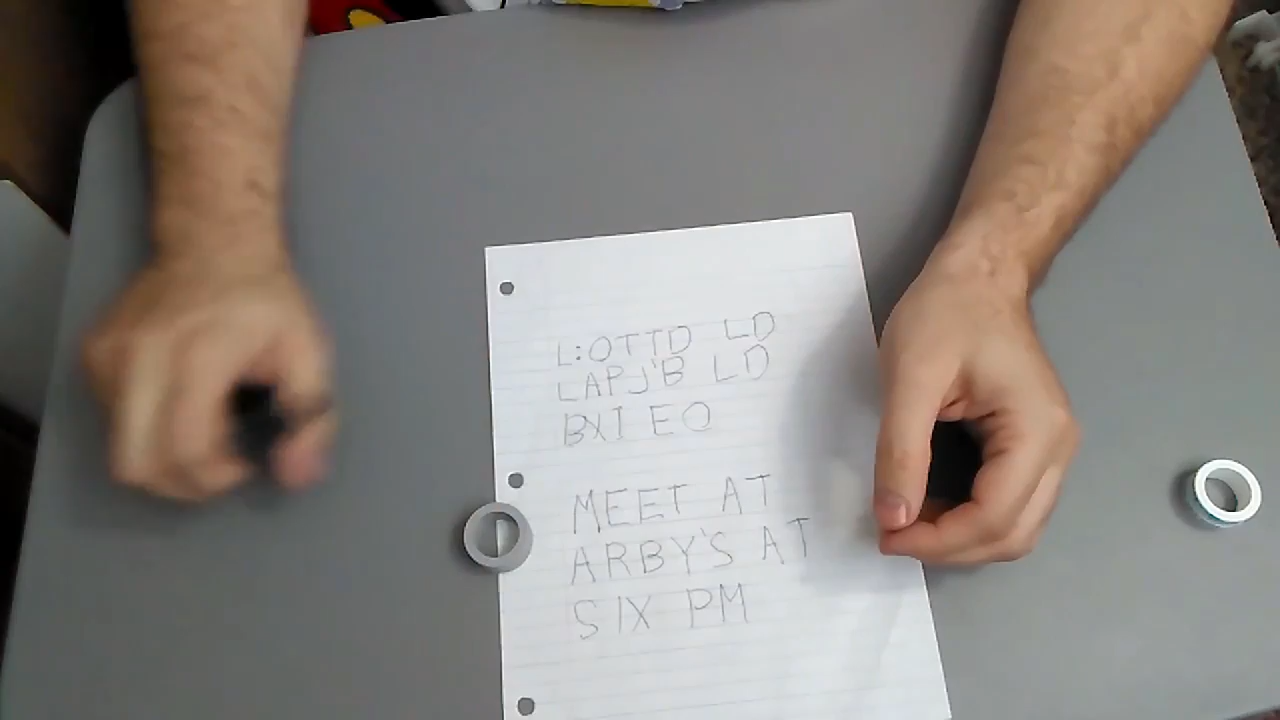 L:OTTD LD
LAPJ'B LD
BXI EO
MEET AT
ARBY'S AT
SIX PM